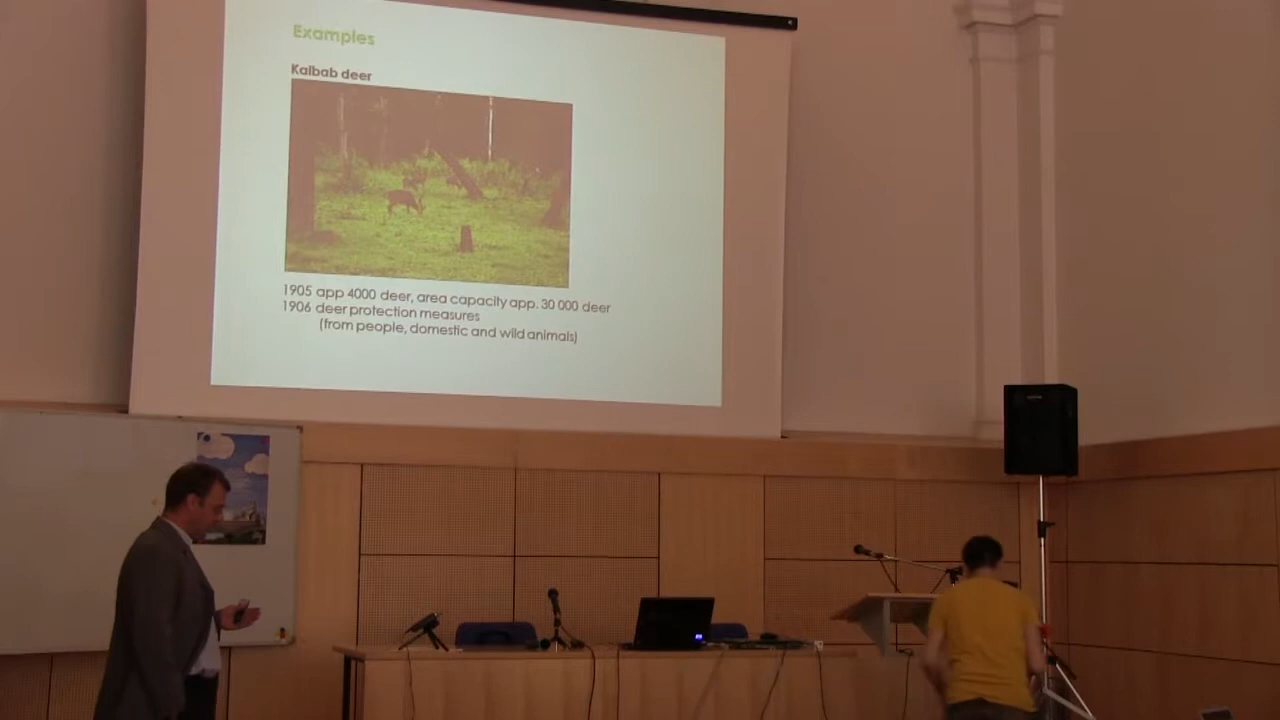 Examples
Kaibab deer
1905 app 4000 deer, area capacity app. 30 000 deer
1906 deer protection measures
(from people, domestic and wild animals)